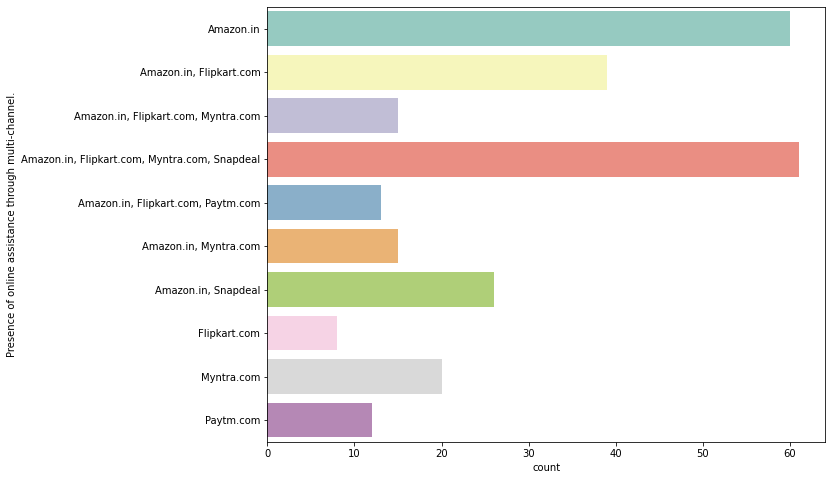 Presence of online assistance through multi-channel.
Amazon.in
Amazon.in, Flipkart.com
Amazon.in, Flipkart.com, Myntra.com
Amazon.in, Flipkart.com, Myntra.com, Snapdeal
Amazon.in, Flipkart.com, Paytm.com
Amazon.in, Myntra.com
Amazon.in, Snapdeal
Flipkart.com
Myntra.com
Paytm.com
0 10 20 30 40 50 60
count